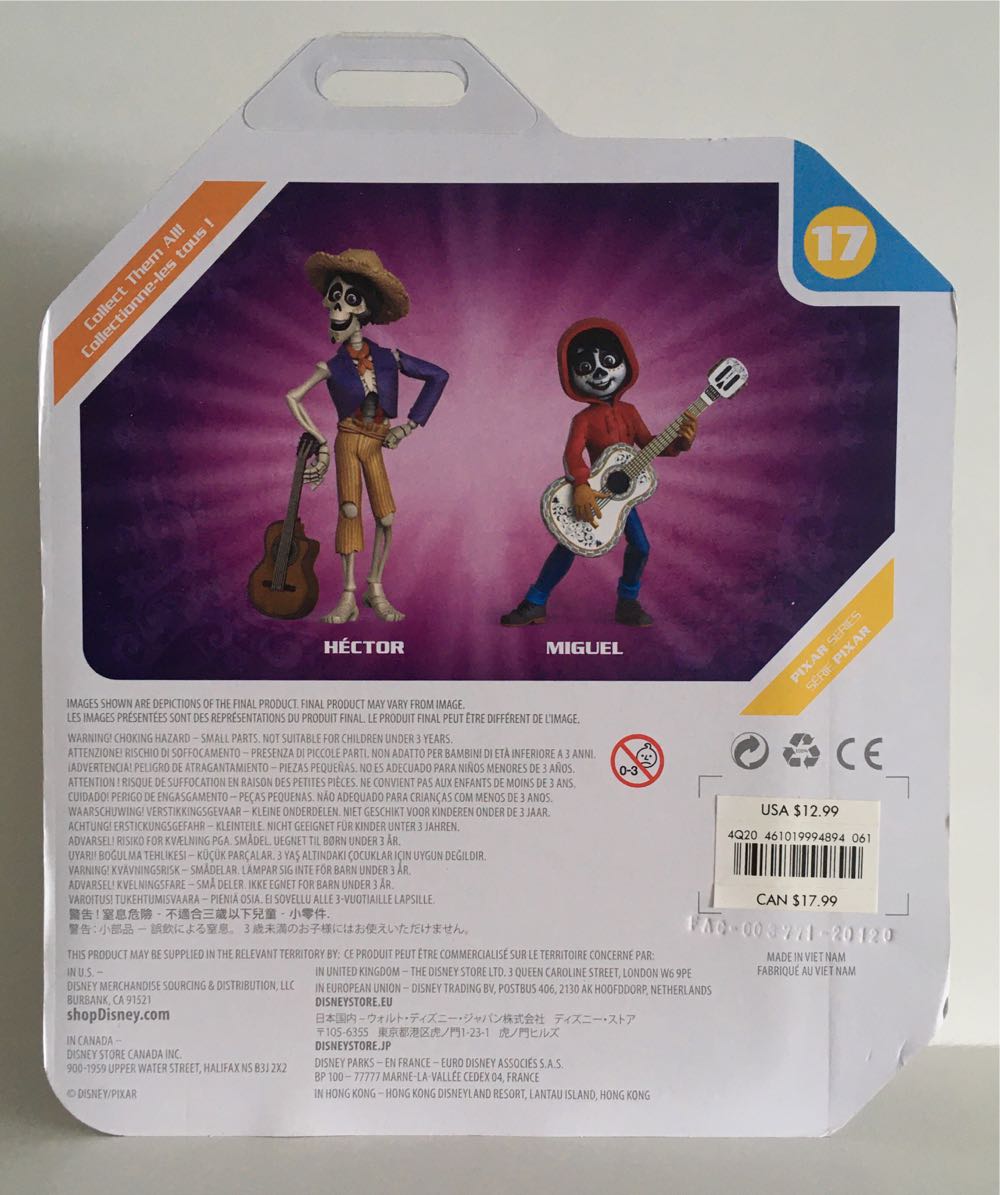 Collect Them All!
Collectionne-les tous !
17
HÉCTOR
MIGUEL
PIXAR SERIES
SÉRIE PIXAR
IMAGES SHOWN ARE DEPICTIONS OF THE FINAL PRODUCT. FINAL PRODUCT MAY VARY FROM IMAGE.
LES IMAGES PRÉSENTÉES SONT DES REPRÉSENTATIONS DU PRODUIT FINAL. LE PRODUIT FINAL PEUT ÊTRE DIFFÉRENT DE L'IMAGE.
WARNING! CHOKING HAZARD – SMALL PARTS. NOT SUITABLE FOR CHILDREN UNDER 3 YEARS.
ATTENZIONE! RISCHIO DI SOFFOCAMENTO – PRESENZA DI PICCOLE PARTI. NON ADATTO PER BAMBINI DI ETÀ INFERIORE A 3 ANNI.
¡ADVERTENCIA! PELIGRO DE ATRAGANTAMIENTO – PIEZAS PEQUEÑAS. NO ES ADECUADO PARA NIÑOS MENORES DE 3 AÑOS.
ATTENTION ! RISQUE DE SUFFOCATION EN RAISON DES PETITES PIÈCES. NE CONVIENT PAS AUX ENFANTS DE MOINS DE 3 ANS.
CUIDADO! PERIGO DE ENGASGAMENTO – PEÇAS PEQUENAS. NÃO ADEQUADO PARA CRIANÇAS COM MENOS DE 3 ANOS.
WAARSCHUWING! VERSTIKKINGSGEVAAR – KLEINE ONDERDELEN. NIET GESCHIKT VOOR KINDEREN ONDER DE 3 JAAR.
ACHTUNG! ERSTICKUNGSGEFAHR – KLEINTEILE. NICHT GEEIGNET FÜR KINDER UNTER 3 JAHREN.
ADVARSEL! RISIKO FOR KVÆLNING PGA. SMÅDEL. UEGNET TIL BØRN UNDER 3 ÅR.
UYARI! BOĞULMA TEHLİKESİ – KÜÇÜK PARÇALAR. 3 YAŞ ALTINDAKİ ÇOCUKLAR İÇİN UYGUN DEĞİLDİR.
VARNING! KVÄVNINGSRISK – SMÅDELAR. LÄMPAR SIG INTE FÖR BARN UNDER 3 ÅR.
ADVARSEL! KVELNINGSFARE – SMÅ DELER. IKKE EGNET FOR BARN UNDER 3 ÅR.
VAROITUS! TUKEHTUMISVAARA – PIENIÄ OSIA. EI SOVELLU ALLE 3-VUOTIAILLE LAPSILLE.
警告！窒息危險 - 不適合三歲以下兒童 - 小零件.
警告：小部品 － 誤飲による窒息。 3 歳未満のお子様にはお使いいただけません。
0-3
100%
CE
USA $12.99
4Q20 461019994894 061
CAN $17.99
FAC-003771-20120
MADE IN VIET NAM
FABRIQUÉ AU VIET NAM
THIS PRODUCT MAY BE SUPPLIED IN THE RELEVANT TERRITORY BY: CE PRODUIT PEUT ÊTRE COMMERCIALISÉ SUR LE TERRITOIRE CONCERNÉ PAR:
IN U.S. –
DISNEY MERCHANDISE SOURCING & DISTRIBUTION, LLC
BURBANK, CA 91521
shopDisney.com
IN CANADA –
DISNEY STORE CANADA INC.
900-1959 UPPER WATER STREET, HALIFAX NS B3J 2X2
© DISNEY/PIXAR
IN UNITED KINGDOM – THE DISNEY STORE LTD. 3 QUEEN CAROLINE STREET, LONDON W6 9PE
IN EUROPEAN UNION – DISNEY TRADING BV, POSTBUS 406, 2130 AK HOOFDDORP, NETHERLANDS
DISNEYSTORE.EU
日本国内 – ウォルト・ディズニー・ジャパン株式会社 ディズニー・ストア
〒105-6355 東京都港区虎ノ門1-23-1 虎ノ門ヒルズ
DISNEYSTORE.JP
DISNEY PARKS – EN FRANCE – EURO DISNEY ASSOCIÉS S.A.S.
BP 100 – 77777 MARNE-LA-VALLÉE CEDEX 04, FRANCE
IN HONG KONG – HONG KONG DISNEYLAND RESORT, LANTAU ISLAND, HONG KONG